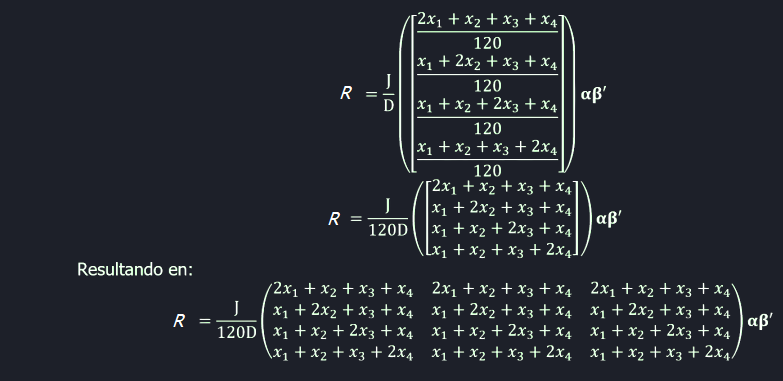 R = J/D ([2x₁ + x₂ + x₃ + x₄/120
x₁ + 2x₂ + x₃ + x₄/120
x₁ + x₂ + 2x₃ + x₄/120
x₁ + x₂ + x₃ + 2x₄/120]) αβ′
R = J/120D ([2x₁ + x₂ + x₃ + x₄
x₁ + 2x₂ + x₃ + x₄
x₁ + x₂ + 2x₃ + x₄
x₁ + x₂ + x₃ + 2x₄]) αβ′
Resultando en:
R = J/120D (2x₁ + x₂ + x₃ + x₄ 2x₁ + x₂ + x₃ + x₄ 2x₁ + x₂ + x₃ + x₄
x₁ + 2x₂ + x₃ + x₄ x₁ + 2x₂ + x₃ + x₄ x₁ + 2x₂ + x₃ + x₄
x₁ + x₂ + 2x₃ + x₄ x₁ + x₂ + 2x₃ + x₄ x₁ + x₂ + 2x₃ + x₄
x₁ + x₂ + x₃ + 2x₄ x₁ + x₂ + x₃ + 2x₄ x₁ + x₂ + x₃ + 2x₄) αβ′